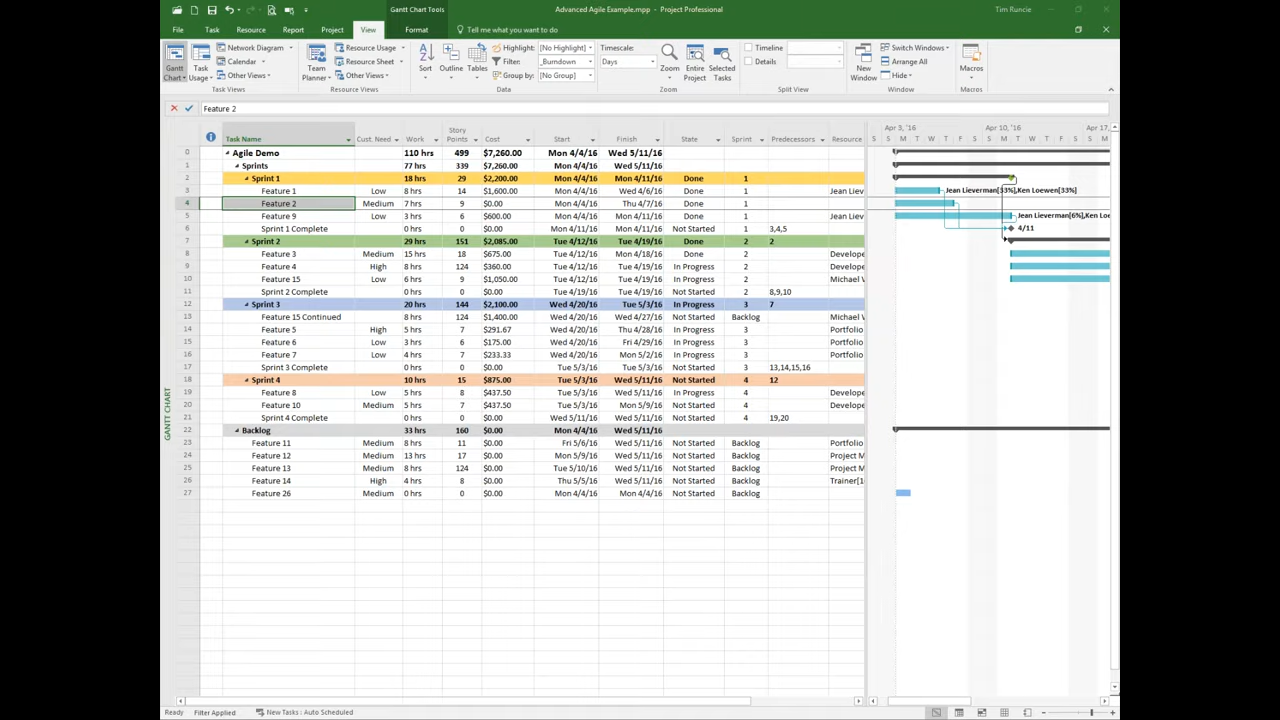 Gantt Chart Tools Advanced Agile Example.mpp - Project Professional Tim Runcie
File Task Resource Report Project View Format Tell me what you want to do
Gantt Chart Task Usage Network Diagram Calendar Other Views Task Views
Team Planner Resource Usage Resource Sheet Other Views Resource Views
Sort Outline Tables Highlight: [No Highlight] Filter: _Burndown Group by: [No Group] Data
Timescale: Days Zoom Entire Project Selected Tasks Zoom
Timeline Details Split View
New Window Switch Windows Arrange All Hide Window
Macros Macros
Feature 2
Task Name Cust. Need Work Story Points Cost Start Finish State Sprint Predecessors Resource
Apr 3, '16 Apr 10, '16 Apr 17,
S S M T W T F S S M T W T F S S M
0 Agile Demo 110 hrs 499 $7,260.00 Mon 4/4/16 Wed 5/11/16
1 Sprints 77 hrs 339 $7,260.00 Mon 4/4/16 Wed 5/11/16
2 Sprint 1 18 hrs 29 $2,200.00 Mon 4/4/16 Mon 4/11/16 Done 1
3 Feature 1 Low 8 hrs 14 $1,600.00 Mon 4/4/16 Wed 4/6/16 Done 1 Jean Liev Jean Lieverman[33%],Ken Loewen[33%]
4 Feature 2 Medium 7 hrs 9 $0.00 Mon 4/4/16 Thu 4/7/16 Done 1
5 Feature 9 Low 3 hrs 6 $600.00 Mon 4/4/16 Mon 4/11/16 Done 1 Jean Liev Jean Lieverman[6%],Ken Loe
6 Sprint 1 Complete 0 hrs 0 $0.00 Mon 4/11/16 Mon 4/11/16 Not Started 1 3,4,5 4/11
7 Sprint 2 29 hrs 151 $2,085.00 Tue 4/12/16 Tue 4/19/16 Done 2 2
8 Feature 3 Medium 15 hrs 18 $675.00 Tue 4/12/16 Mon 4/18/16 Done 2 Develope
9 Feature 4 High 8 hrs 124 $360.00 Tue 4/12/16 Tue 4/19/16 In Progress 2 Develope
10 Feature 15 Low 6 hrs 9 $1,050.00 Tue 4/12/16 Tue 4/19/16 In Progress 2 Michael W
11 Sprint 2 Complete 0 hrs 0 $0.00 Tue 4/19/16 Tue 4/19/16 Not Started 2 8,9,10
12 Sprint 3 20 hrs 144 $2,100.00 Wed 4/20/16 Tue 5/3/16 In Progress 3 7
13 Feature 15 Continued 8 hrs 124 $1,400.00 Wed 4/20/16 Wed 4/27/16 Not Started Backlog Michael W
14 Feature 5 High 5 hrs 7 $291.67 Wed 4/20/16 Thu 4/28/16 In Progress 3 Portfolio
15 Feature 6 Low 3 hrs 6 $175.00 Wed 4/20/16 Fri 4/29/16 In Progress 3 Portfolio
16 Feature 7 Low 4 hrs 7 $233.33 Wed 4/20/16 Mon 5/2/16 In Progress 3 Portfolio
17 Sprint 3 Complete 0 hrs 0 $0.00 Tue 5/3/16 Tue 5/3/16 Not Started 3 13,14,15,16
18 Sprint 4 10 hrs 15 $875.00 Tue 5/3/16 Wed 5/11/16 Not Started 4 12
19 Feature 8 Low 5 hrs 8 $437.50 Tue 5/3/16 Wed 5/11/16 In Progress 4 Develope
20 Feature 10 Medium 5 hrs 7 $437.50 Tue 5/3/16 Mon 5/9/16 Not Started 4 Develope
21 Sprint 4 Complete 0 hrs 0 $0.00 Wed 5/11/16 Wed 5/11/16 Not Started 4 19,20
22 Backlog 33 hrs 160 $0.00 Mon 4/4/16 Wed 5/11/16
23 Feature 11 Medium 8 hrs 11 $0.00 Fri 5/6/16 Wed 5/11/16 Not Started Backlog Portfolio
24 Feature 12 Medium 13 hrs 17 $0.00 Mon 5/9/16 Wed 5/11/16 Not Started Backlog Project M
25 Feature 13 Medium 8 hrs 124 $0.00 Tue 5/10/16 Wed 5/11/16 Not Started Backlog Project M
26 Feature 14 High 4 hrs 8 $0.00 Thu 5/5/16 Wed 5/11/16 Not Started Backlog Trainer[1
27 Feature 26 Medium 0 hrs 0 $0.00 Mon 4/4/16 Mon 4/4/16 Not Started Backlog
GANTT CHART
Ready Filter Applied New Tasks : Auto Scheduled